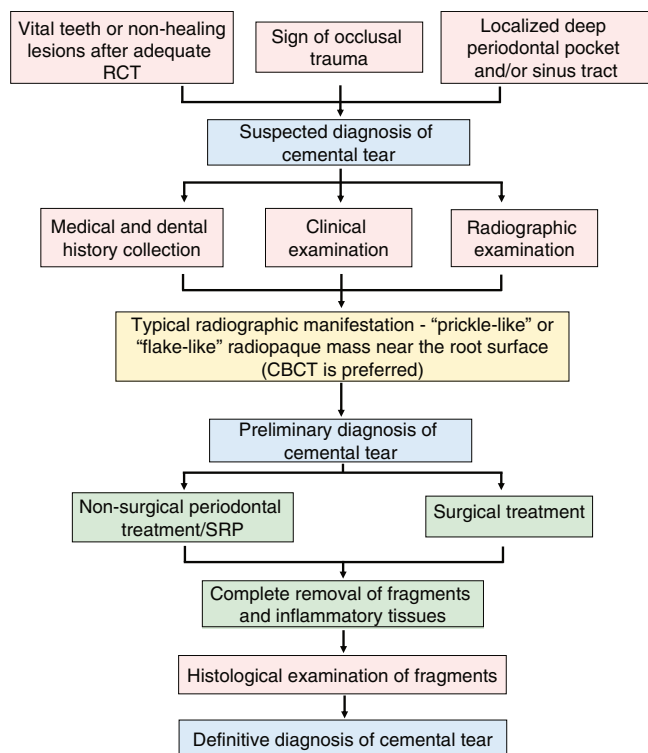 Vital teeth or non-healing
lesions after adequate
RCT
Sign of occlusal
trauma
Localized deep
periodontal pocket
and/or sinus tract
Suspected diagnosis of
cemental tear
Medical and dental
history collection
Clinical
examination
Radiographic
examination
Typical radiographic manifestation - “prickle-like” or
“flake-like” radiopaque mass near the root surface
(CBCT is preferred)
Preliminary diagnosis of
cemental tear
Non-surgical periodontal
treatment/SRP
Surgical treatment
Complete removal of fragments
and inflammatory tissues
Histological examination of fragments
Definitive diagnosis of cemental tear